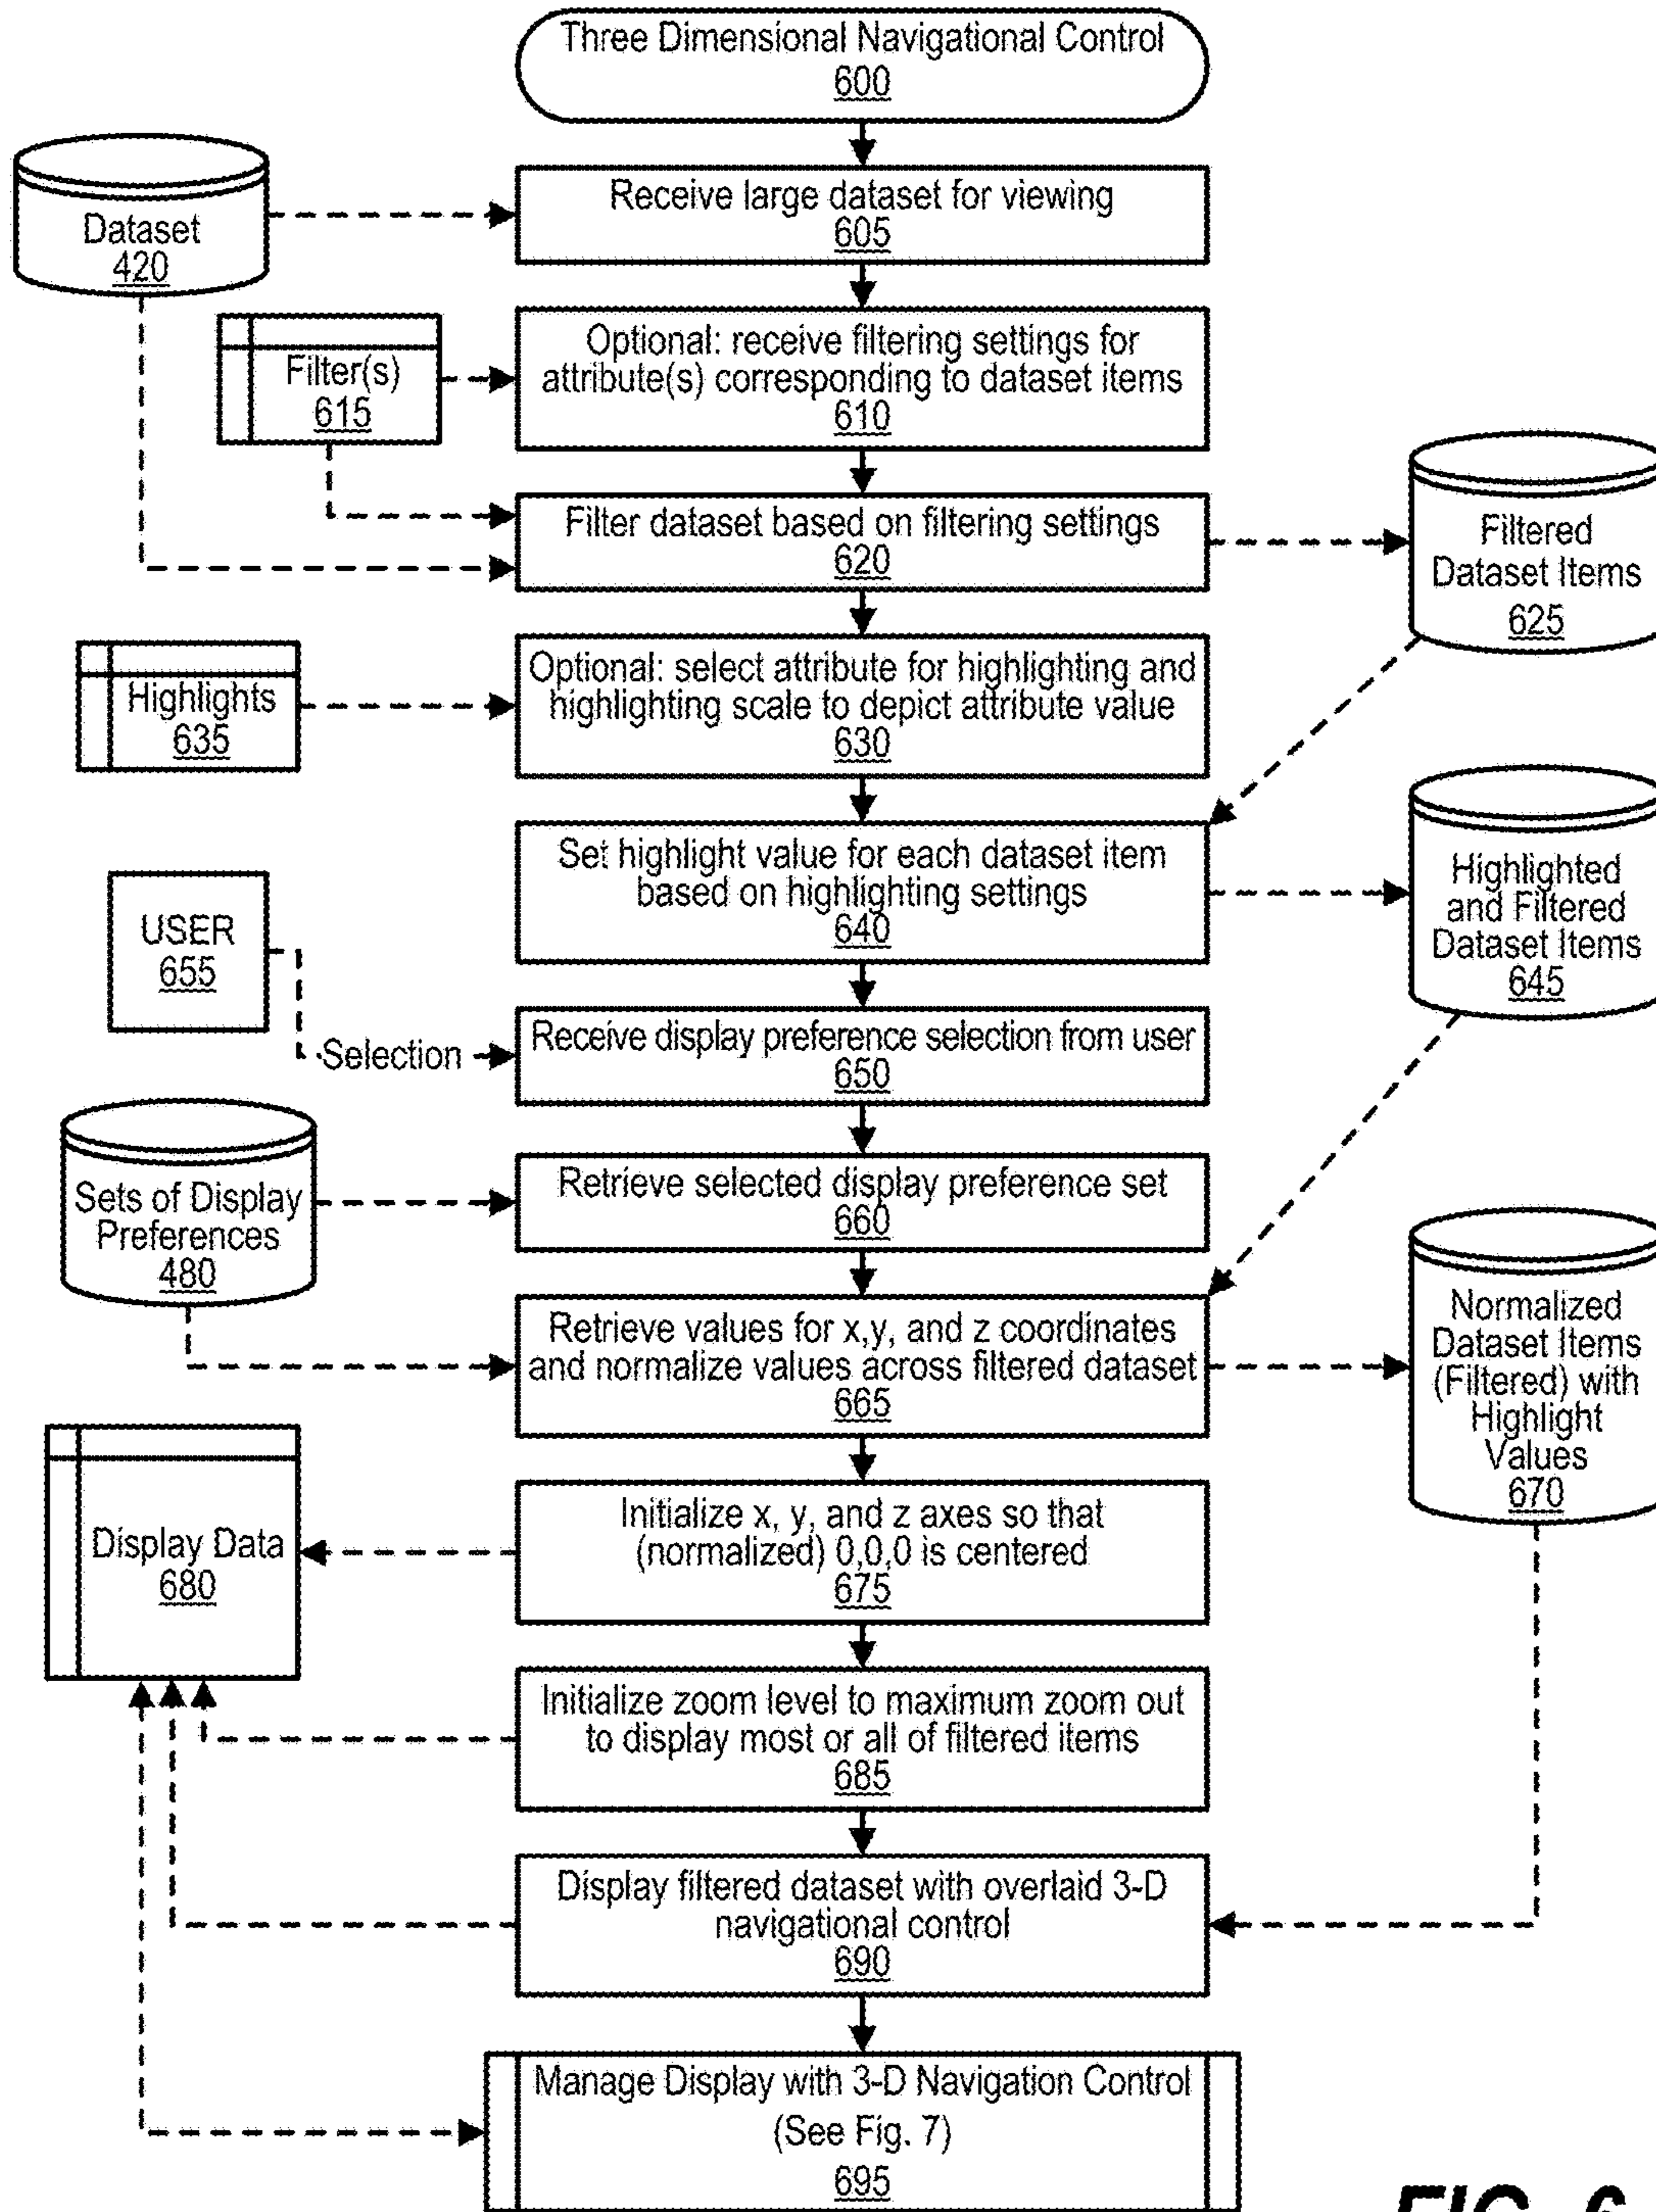 Three Dimensional Navigational Control
600
Receive large dataset for viewing
605
Dataset
420
Optional: receive filtering settings for
attribute(s) corresponding to dataset items
610
Filter(s)
615
Filter dataset based on filtering settings
620
Filtered
Dataset Items
625
Optional: select attribute for highlighting and
highlighting scale to depict attribute value
630
Highlights
635
Set highlight value for each dataset item
based on highlighting settings
640
Highlighted
and Filtered
Dataset Items
645
USER
655
Selection
Receive display preference selection from user
650
Retrieve selected display preference set
660
Sets of Display
Preferences
480
Retrieve values for x,y, and z coordinates
and normalize values across filtered dataset
665
Normalized
Dataset Items
(Filtered) with
Highlight
Values
670
Initialize x, y, and z axes so that
(normalized) 0,0,0 is centered
675
Display Data
680
Initialize zoom level to maximum zoom out
to display most or all of filtered items
685
Display filtered dataset with overlaid 3-D
navigational control
690
Manage Display with 3-D Navigation Control
(See Fig. 7)
695
FIG. 6